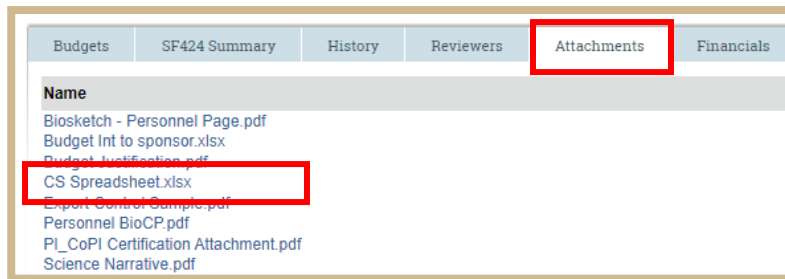 Budgets SF424 Summary History Reviewers Attachments Financials
Name
Biosketch - Personnel Page.pdf
Budget Int to sponsor.xlsx
Budget Justification.pdf
CS Spreadsheet.xlsx
Export Control Sample.pdf
Personnel BioCP.pdf
PI_CoPI Certification Attachment.pdf
Science Narrative.pdf